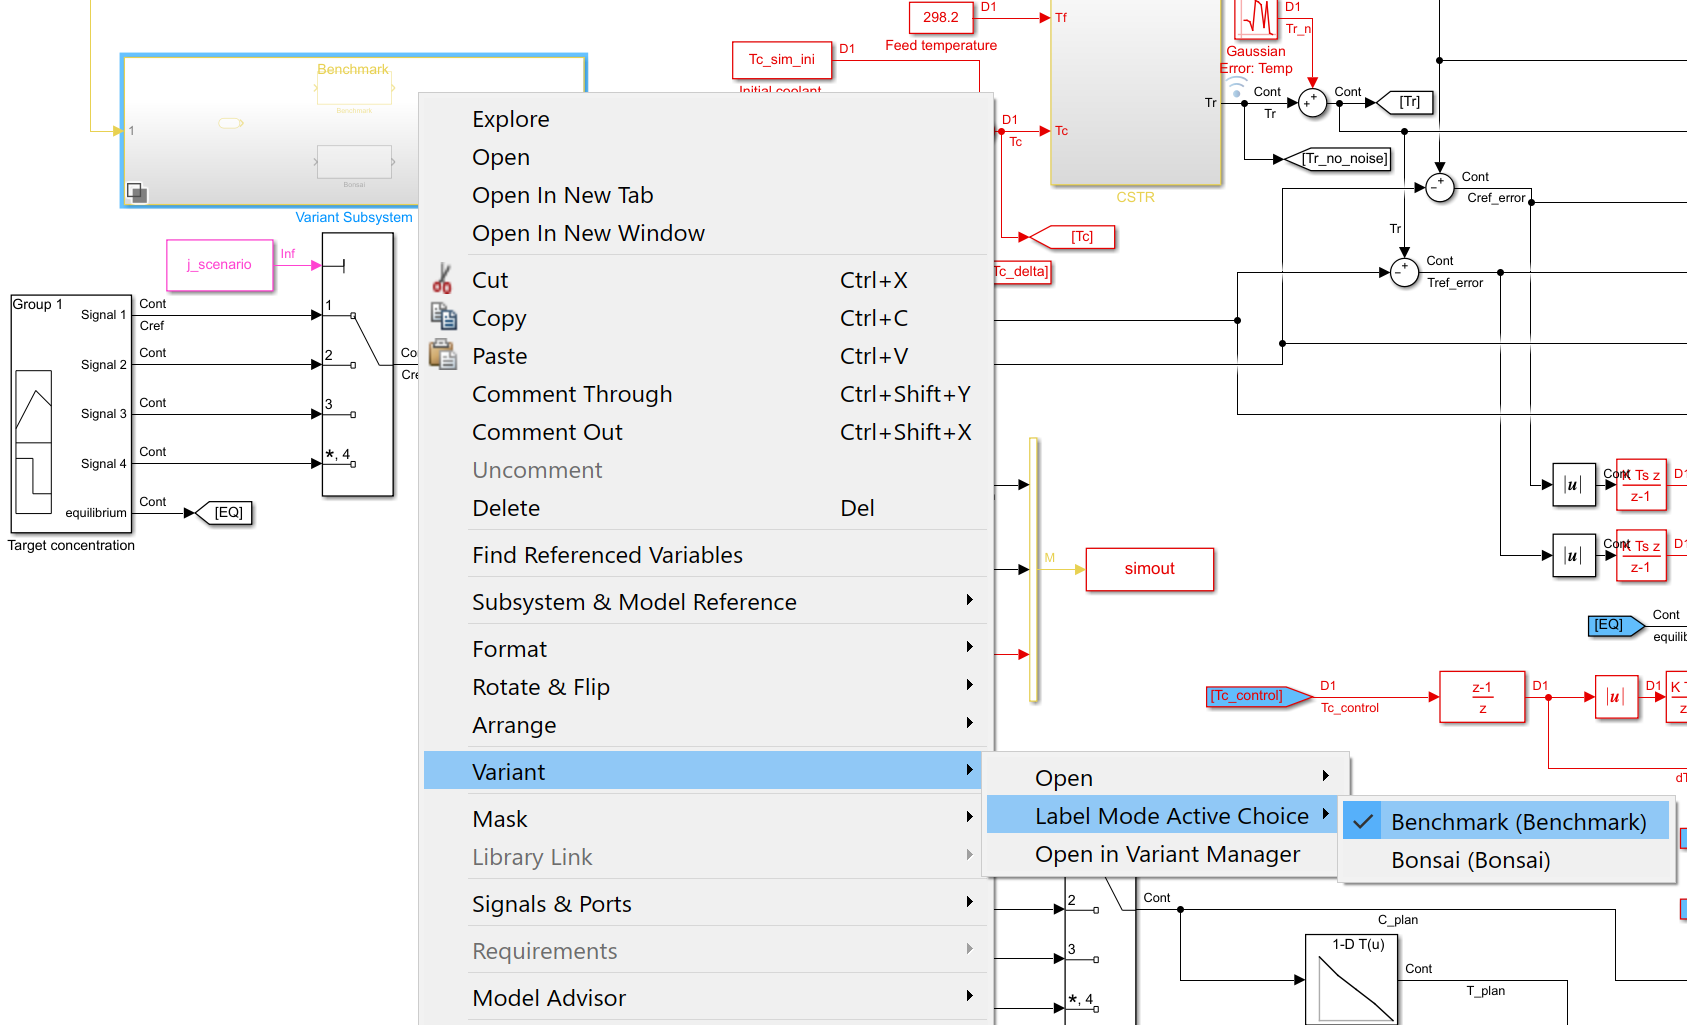 298.2
D1
Tf
Feed temperature
D1
Tr_n
Gaussian
Error: Temp
Tc_sim_ini
D1
Initial coolant
Benchmark
Benchmark
Bonsai
1
Variant Subsystem
Tr
Cont
Tr
Cont
[Tr]
[Tr_no_noise]
D1
Tc
Tc
CSTR
[Tc]
Tc_delta]
Cont
Cref_error
Tr
Cont
Tref_error
j_scenario
Inf
Group 1
Signal 1
Cont
Cref
1
Signal 2
Cont
2
Signal 3
Cont
3
Signal 4
Cont
*, 4
equilibrium
Cont
[EQ]
Target concentration
Co
Cre
Explore
Open
Open In New Tab
Open In New Window
Cut Ctrl+X
Copy Ctrl+C
Paste Ctrl+V
Comment Through Ctrl+Shift+Y
Comment Out Ctrl+Shift+X
Uncomment
Delete Del
Find Referenced Variables
Subsystem & Model Reference
Format
Rotate & Flip
Arrange
Variant
Mask
Library Link
Signals & Ports
Requirements
Model Advisor
Open
Label Mode Active Choice
Open in Variant Manager
Benchmark (Benchmark)
Bonsai (Bonsai)
M
simout
|u|
Cont
K Ts z
z-1
D1
|u|
Cont
K Ts z
z-1
D1
[EQ]
Cont
equilib
[Tc_control]
D1
Tc_control
z-1
z
D1
|u|
D1
K T
z
dT
2
3
*, 4
Cont
C_plan
1-D T(u)
Cont
T_plan